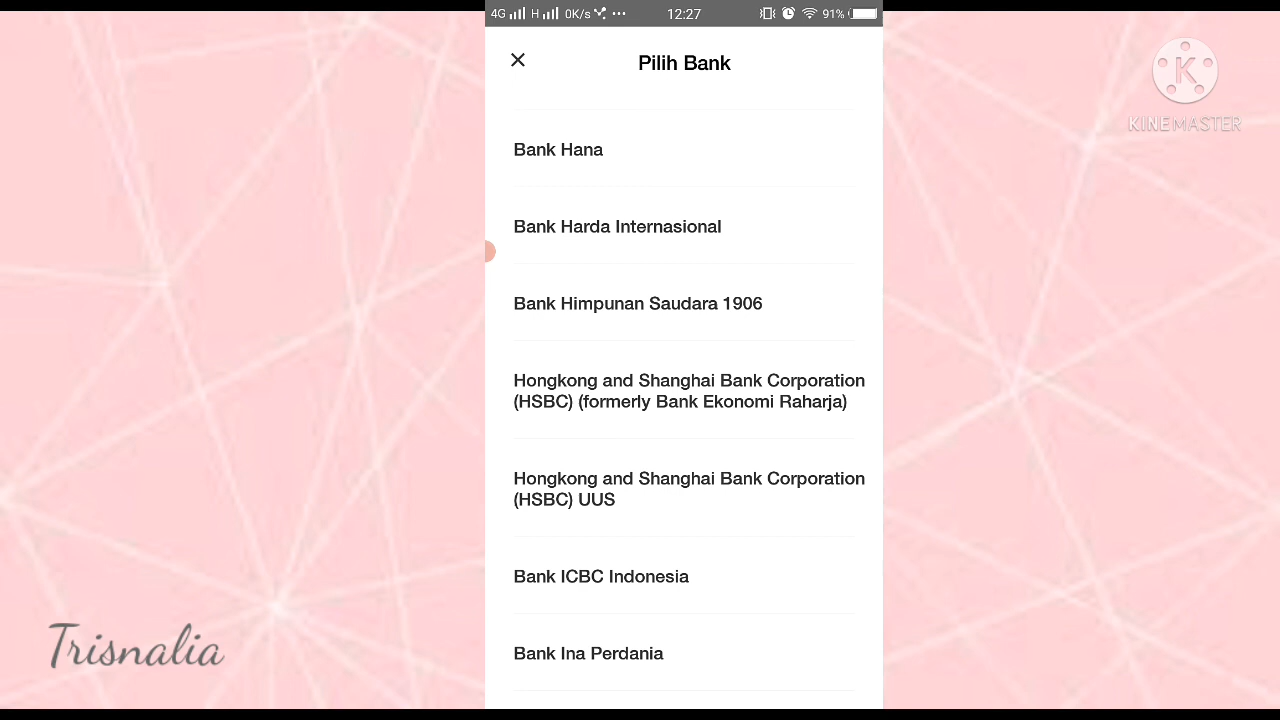 4G H 0K/s ... 12:27 91%
Pilih Bank
K
KINEMASTER
Bank Hana
Bank Harda Internasional
Bank Himpunan Saudara 1906
Hongkong and Shanghai Bank Corporation
(HSBC) (formerly Bank Ekonomi Raharja)
Hongkong and Shanghai Bank Corporation
(HSBC) UUS
Bank ICBC Indonesia
Bank Ina Perdania
Trisnalia